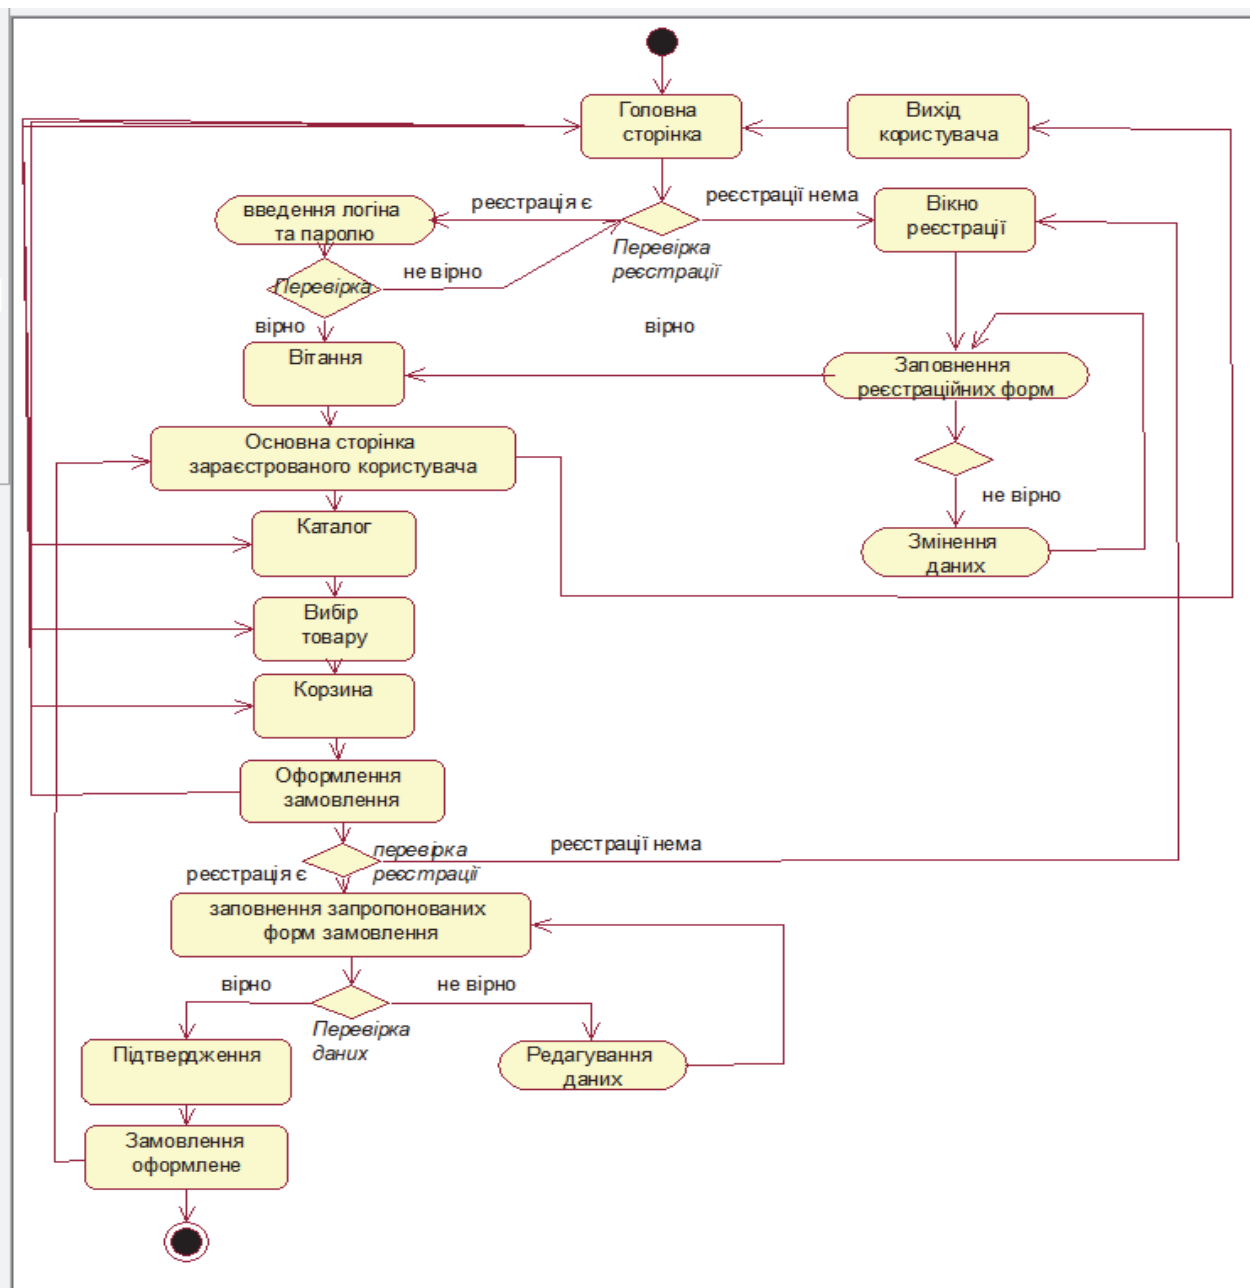 Головна
сторінка
Вихід
користувача
реєстрація є
реєстрації нема
введення логіна
та паролю
Вікно
реєстрації
Перевірка
реєстрації
Перевірка
не вірно
вірно
вірно
Вітання
Заповнення
реєстраційних форм
Основна сторінка
зараєстрованого користувача
не вірно
Каталог
Змінення
даних
Вибір
товару
Корзина
Оформлення
замовлення
перевірка
реєстрації
реєстрації нема
реєстрація є
заповнення запропонованих
форм замовлення
вірно
не вірно
Перевірка
даних
Підтвердження
Редагування
даних
Замовлення
оформлене